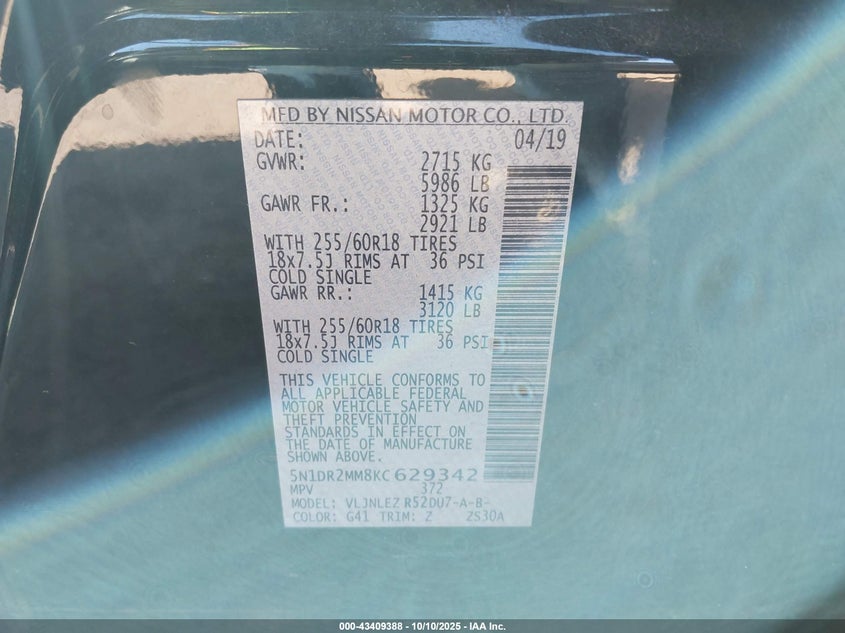 MFD BY NISSAN MOTOR CO., LTD.
DATE: 04/19
GVWR: 2715 KG
5986 LB
GAWR FR.: 1325 KG
2921 LB
WITH 255/60R18 TIRES
18x7.5J RIMS AT 36 PSI
COLD SINGLE
GAWR RR.: 1415 KG
3120 LB
WITH 255/60R18 TIRES
18x7.5J RIMS AT 36 PSI
COLD SINGLE
THIS VEHICLE CONFORMS TO
ALL APPLICABLE FEDERAL
MOTOR VEHICLE SAFETY AND
THEFT PREVENTION
STANDARDS IN EFFECT ON
THE DATE OF MANUFACTURE
SHOWN ABOVE.
5N1DR2MM8KC629342
MPV 372
MODEL: VLJNLEZ R52DU7-A-B-
COLOR: G41 TRIM: Z ZS30A
000-43409388 - 10/10/2025 - IAA Inc.